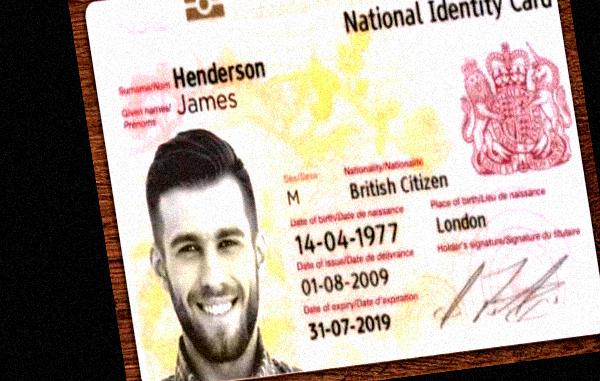 National Identity Card
Surname/Nom Henderson
Given names/ James
Prénoms
Sex/Sexe Nationality/Nationalité
M British Citizen
Date of birth/Date de naissance Place of birth/Lieu de naissance
14-04-1977 London
Date of issue/Date de délivrance Holder's signature/Signature du titulaire
01-08-2009
Date of expiry/Date d'expiration
31-07-2019